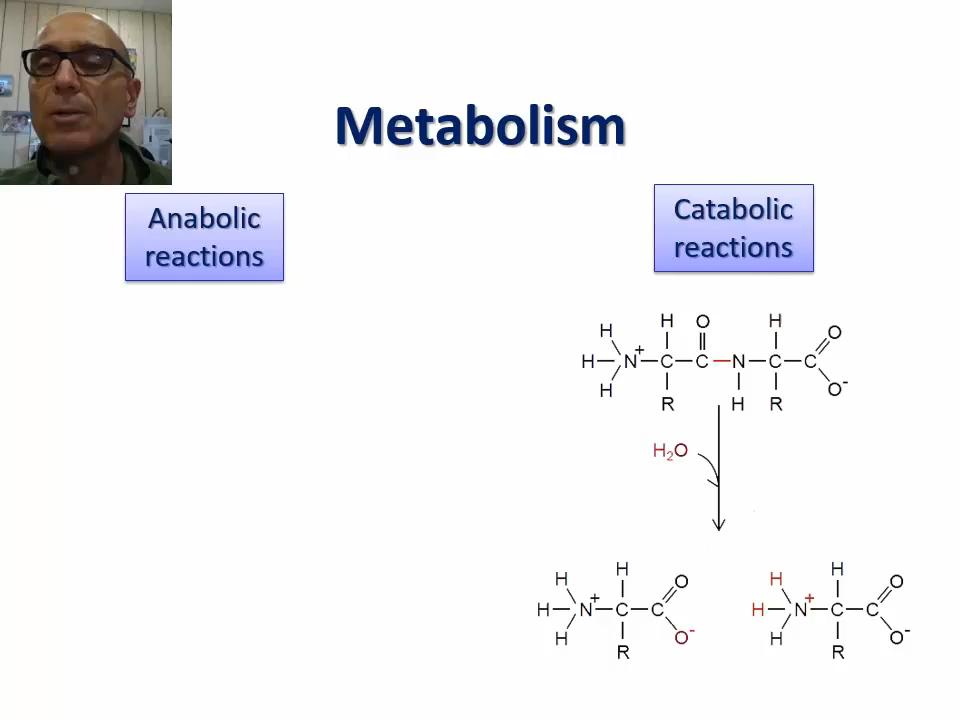 Metabolism
Anabolic
reactions
Catabolic
reactions
H H O H O
H N + C C N C C
H R H R O-
H2O
H H O H H O
H N + C C H N + C C
H R O- H R O-